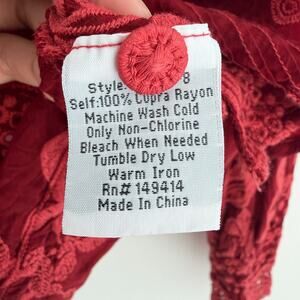 Style: 8
Self:100% Cupra Rayon
Machine Wash Cold
Only Non-Chlorine
Bleach When Needed
Tumble Dry Low
Warm Iron
Rn# 149414
Made In China